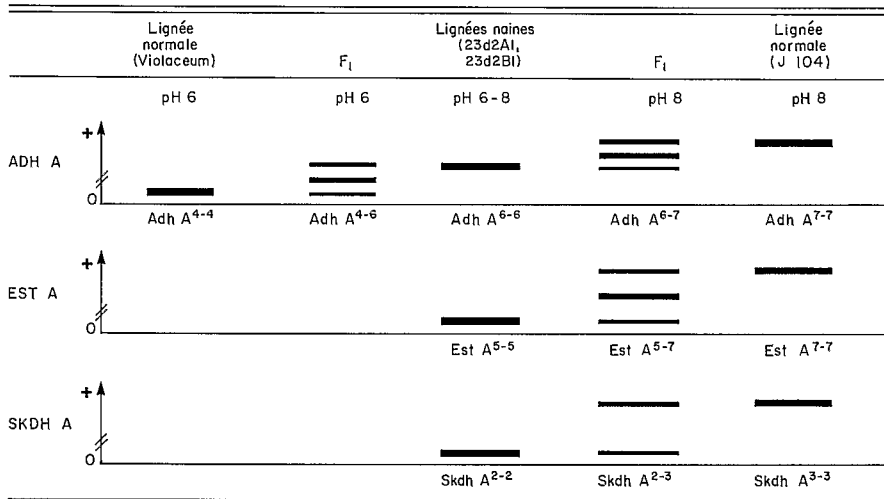 Lignée normale (Violaceum)
F₁
Lignées naines (23d2A1, 23d2B1)
F₁
Lignée normale (J 104)
pH 6
pH 6
pH 6-8
pH 8
pH 8
ADH A
+
0
Adh A⁴⁻⁴
Adh A⁴⁻⁶
Adh A⁶⁻⁶
Adh A⁶⁻⁷
Adh A⁷⁻⁷
EST A
+
0
Est A⁵⁻⁵
Est A⁵⁻⁷
Est A⁷⁻⁷
SKDH A
+
0
Skdh A²⁻²
Skdh A²⁻³
Skdh A³⁻³